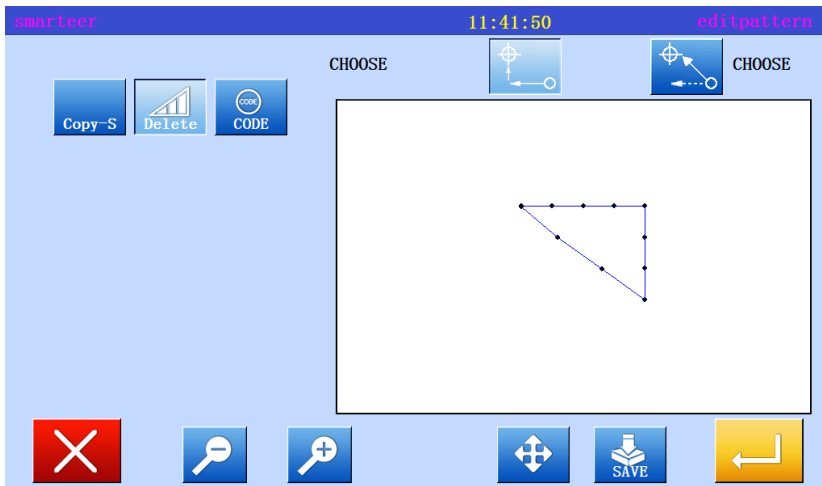 smarteer 11:41:50 editpattern
CHOOSE CHOOSE
Copy-S Delete CODE CODE
SAVE